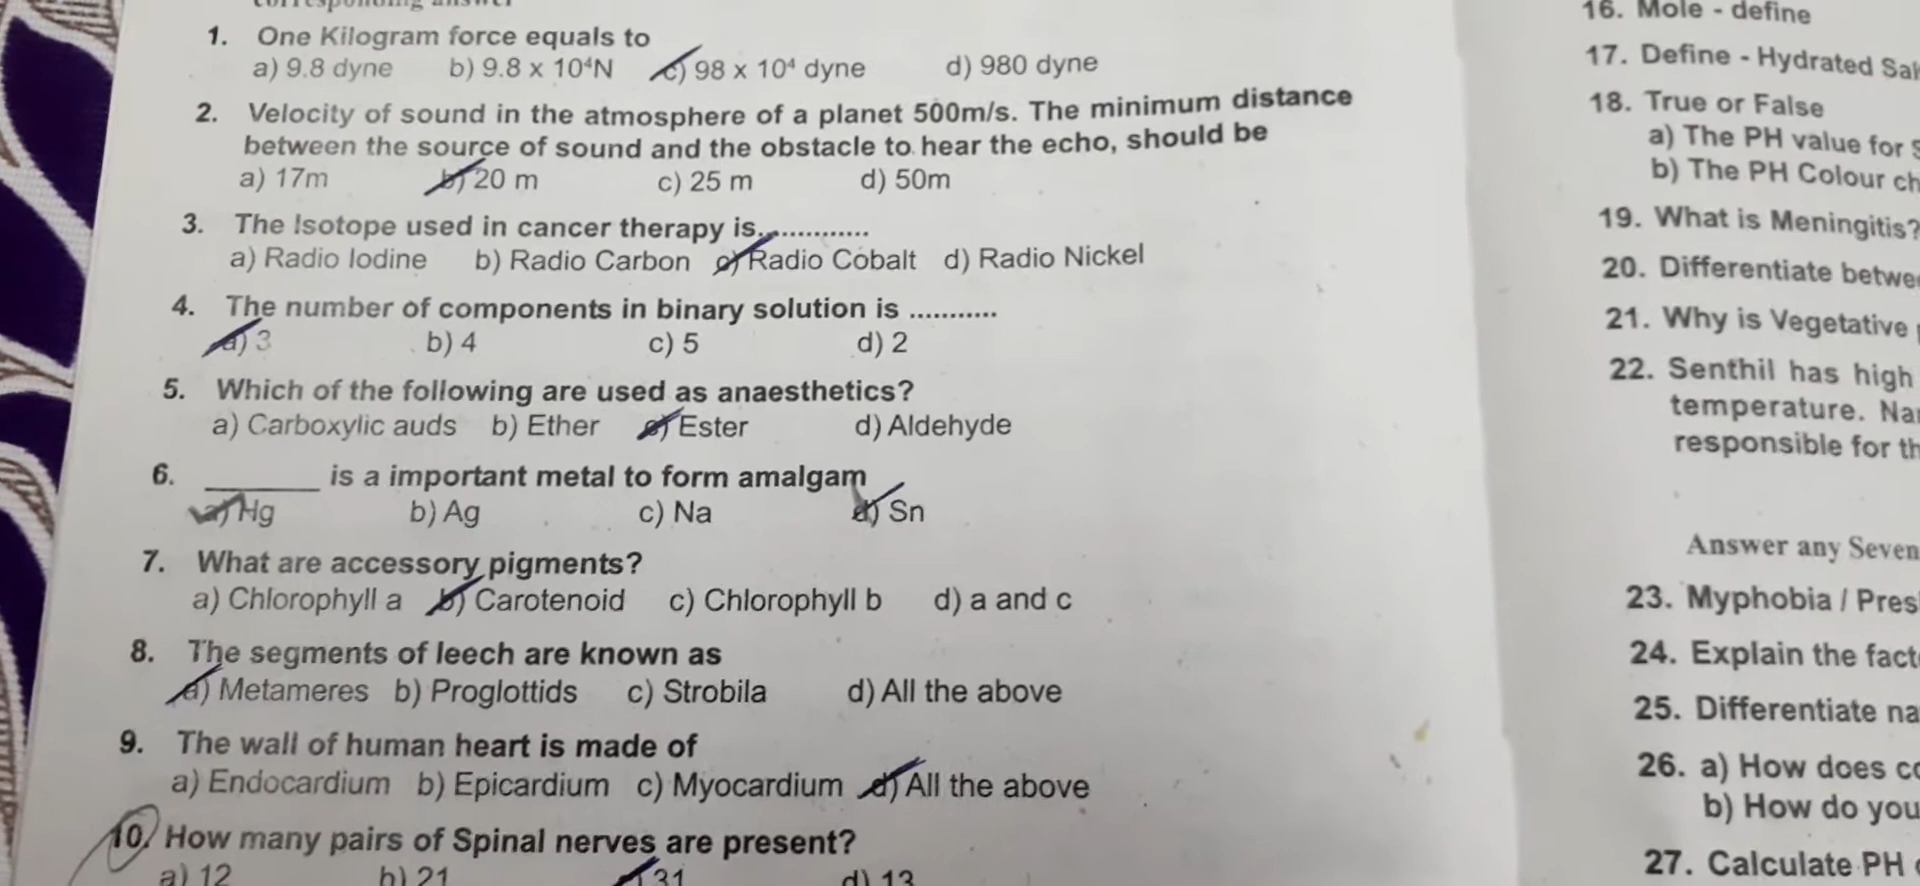 1. One Kilogram force equals to
a) 9.8 dyne b) 9.8 x 10⁴N c) 98 x 10⁴ dyne d) 980 dyne
2. Velocity of sound in the atmosphere of a planet 500m/s. The minimum distance
between the source of sound and the obstacle to hear the echo, should be
a) 17m b) 20 m c) 25 m d) 50m
3. The Isotope used in cancer therapy is.............
a) Radio Iodine b) Radio Carbon c) Radio Cobalt d) Radio Nickel
4. The number of components in binary solution is ...........
a) 3 b) 4 c) 5 d) 2
5. Which of the following are used as anaesthetics?
a) Carboxylic auds b) Ether c) Ester d) Aldehyde
6. _______ is a important metal to form amalgam
a) Hg b) Ag c) Na d) Sn
7. What are accessory pigments?
a) Chlorophyll a b) Carotenoid c) Chlorophyll b d) a and c
8. The segments of leech are known as
a) Metameres b) Proglottids c) Strobila d) All the above
9. The wall of human heart is made of
a) Endocardium b) Epicardium c) Myocardium d) All the above
10. How many pairs of Spinal nerves are present?
a) 12 b) 21 31 d) 13
16. Mole - define
17. Define - Hydrated
18. True or False
a) The PH value for
b) The PH Colour
19. What is Meningitis?
20. Differentiate
21. Why is Vegetative
22. Senthil has high
temperature.
responsible for
Answer any Seven
23. Myphobia /
24. Explain the
25. Differentiate
26. a) How does
b) How do you
27. Calculate PH